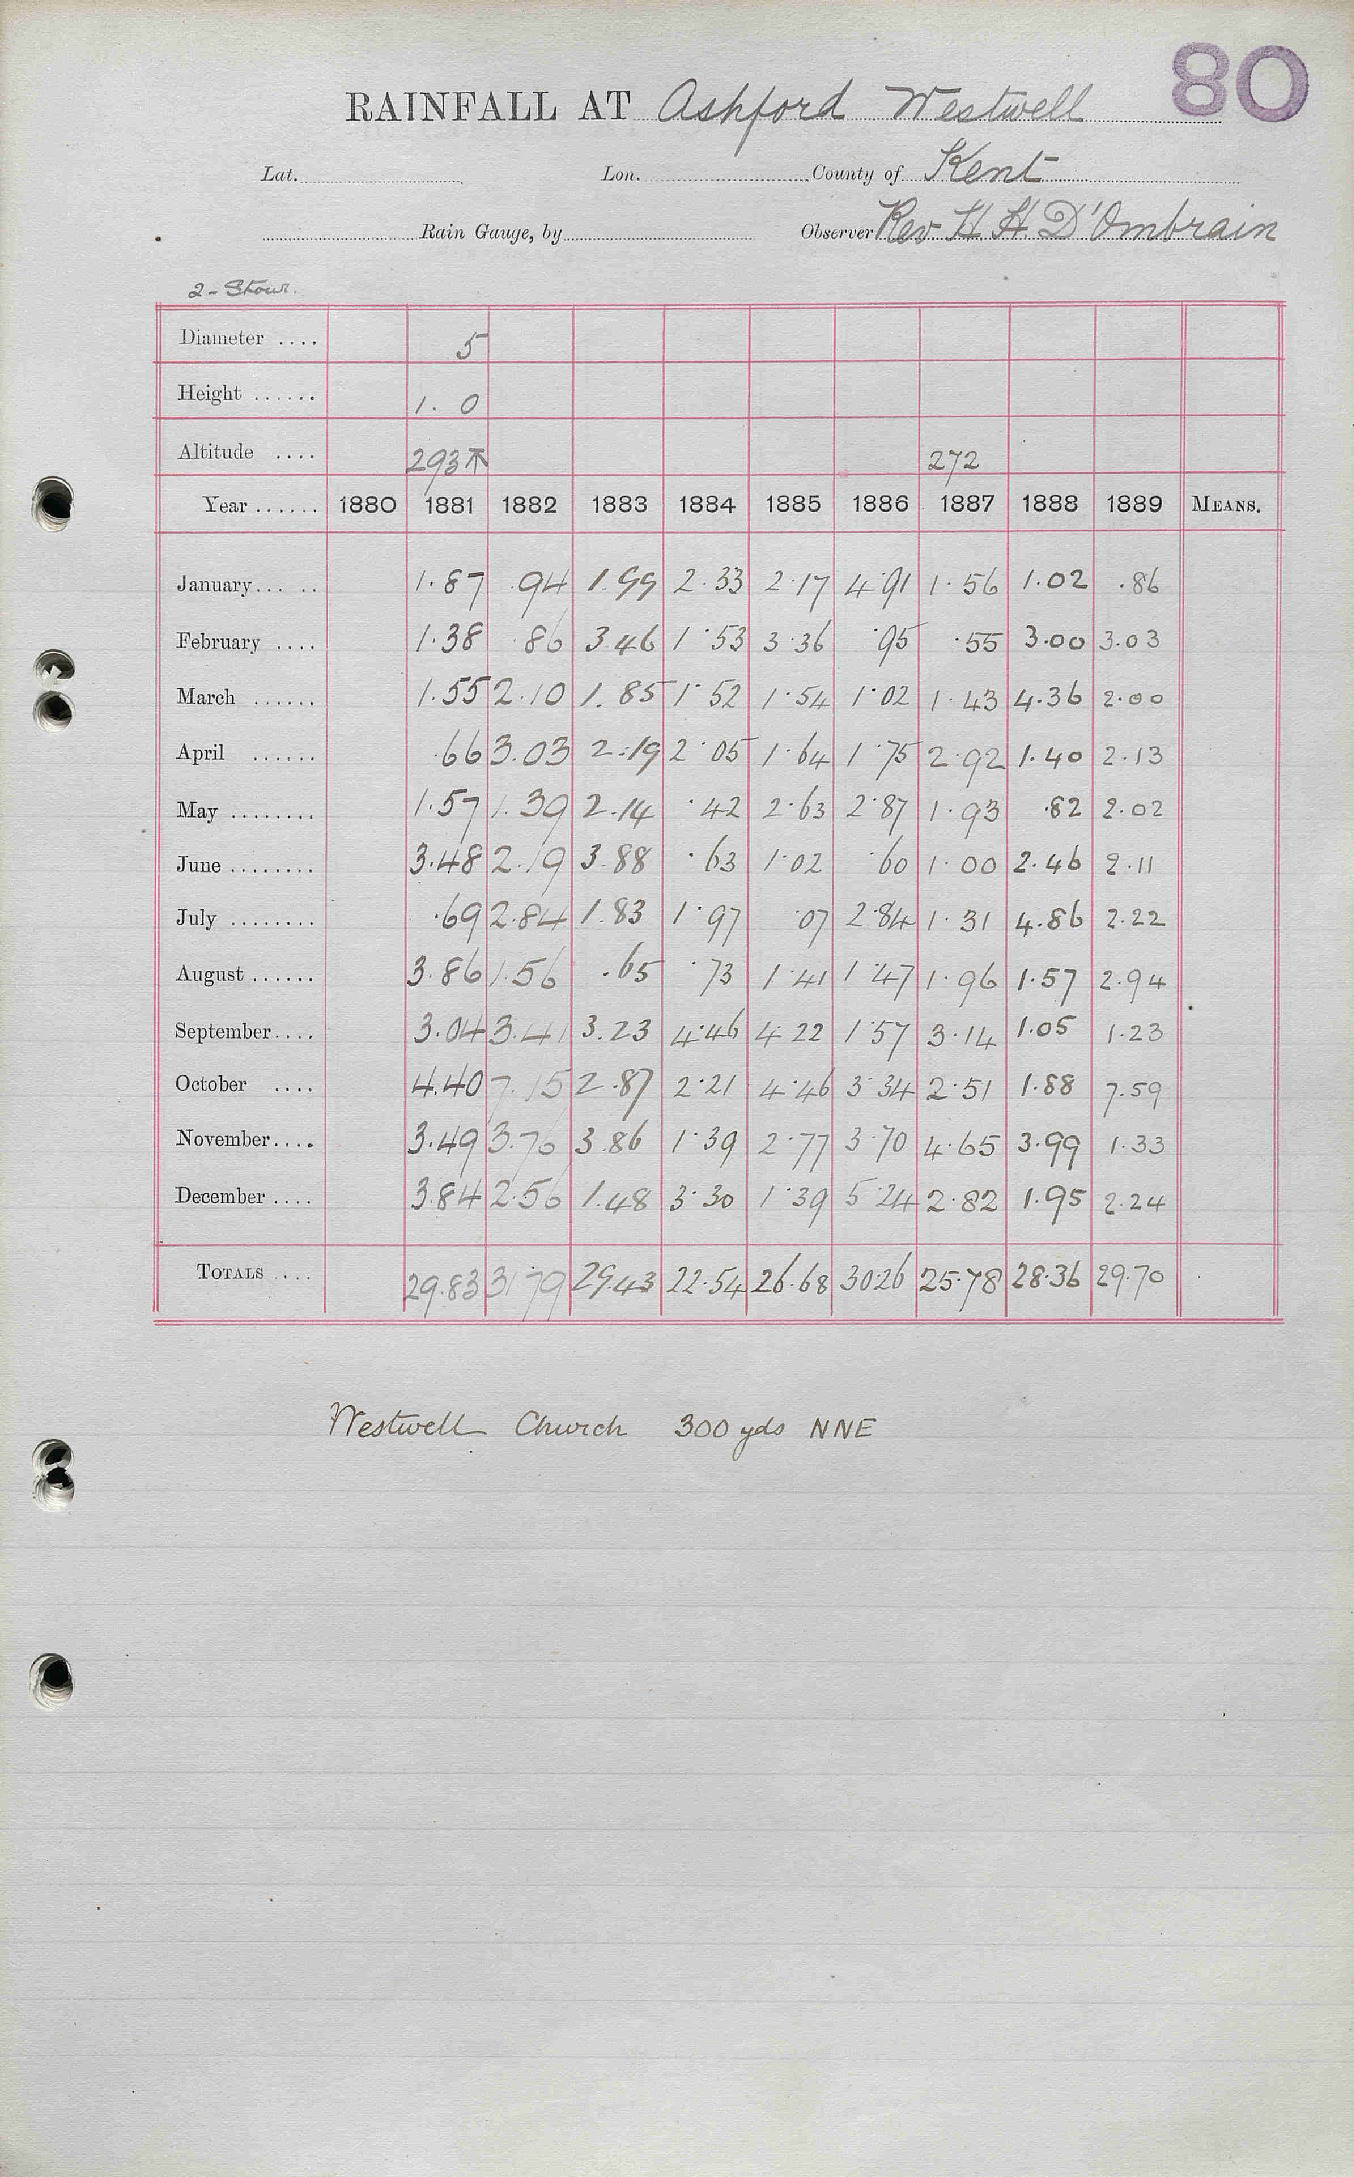 80
RAINFALL AT Ashford Westwell
Lat. Lon. County of Kent
Rain Gauge, by Observer Rev H H D'Ombrain
2 - Stour.
Diameter .... 5
Height ...... 1. 0
Altitude .... 293 272
Year ...... 1880 1881 1882 1883 1884 1885 1886 1887 1888 1889 MEANS.
January ..... 1.87 .94 1.99 2.33 2.17 4.91 1.56 1.02 .86
February .... 1.38 .86 3.46 1.53 3.36 .95 .55 3.00 3.03
March ...... 1.55 2.10 1.85 1.52 1.54 1.02 1.43 4.36 2.00
April ...... .66 3.03 2.19 2.05 1.64 1.75 2.92 1.40 2.13
May ........ 1.57 1.39 2.14 .42 2.63 2.87 1.93 .82 2.02
June ........ 3.48 2.19 3.88 .63 1.02 .60 1.00 2.46 2.11
July ........ .69 2.84 1.83 1.97 .07 2.84 1.31 4.86 2.22
August ...... 3.86 1.56 .65 .73 1.41 1.47 1.96 1.57 2.94
September .... 3.04 3.41 3.23 4.46 4.22 1.57 3.14 1.05 1.23
October .... 4.40 7.15 2.87 2.21 4.46 3.34 2.51 1.88 7.59
November .... 3.49 3.76 3.86 1.39 2.77 3.70 4.65 3.99 1.33
December .... 3.84 2.56 1.48 3.30 1.39 5.24 2.82 1.95 2.24
TOTALS .... 29.83 31.79 29.43 22.54 26.68 30.26 25.78 28.36 29.70
Westwell Church 300 yds NNE